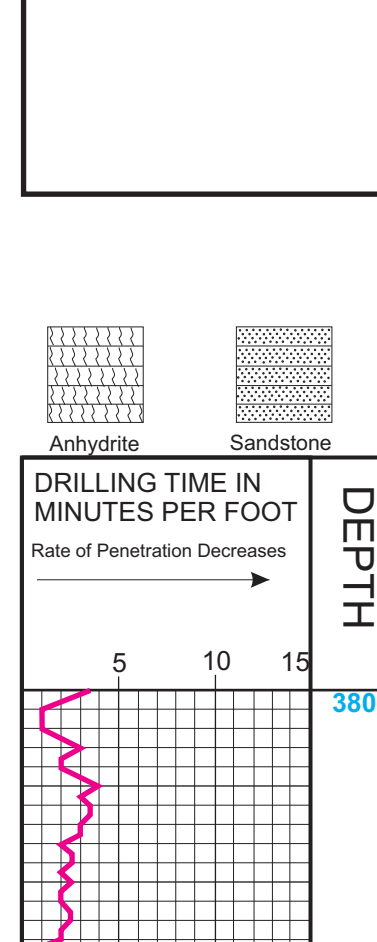 Anhydrite
Sandstone
DRILLING TIME IN
MINUTES PER FOOT
Rate of Penetration Decreases
DEPTH
5
10
15
380